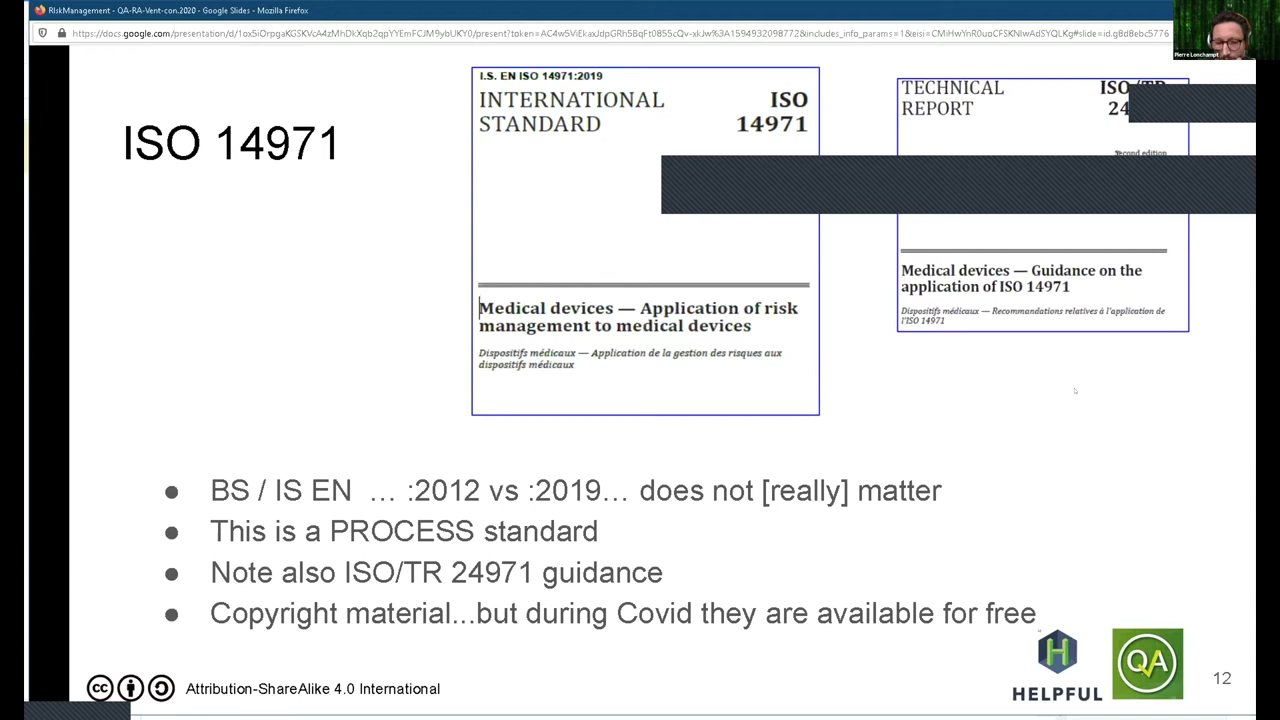 RiskManagement - QA-RA-Vent-con.2020 - Google Slides - Mozilla Firefox
Pierre Lonchampt
ISO 14971
I.S. EN ISO 14971:2019
INTERNATIONAL STANDARD
ISO 14971
Medical devices — Application of risk
management to medical devices
Dispositifs médicaux — Application de la gestion des risques aux
dispositifs médicaux
TECHNICAL
REPORT
24
econd edition
Medical devices — Guidance on the
application of ISO 14971
Dispositifs médicaux — Recommandations relatives à l'application de
l'ISO 14971
● BS / IS EN … :2012 vs :2019… does not [really] matter
● This is a PROCESS standard
● Note also ISO/TR 24971 guidance
● Copyright material...but during Covid they are available for free
Attribution-ShareAlike 4.0 International
HELPFUL
QA
12